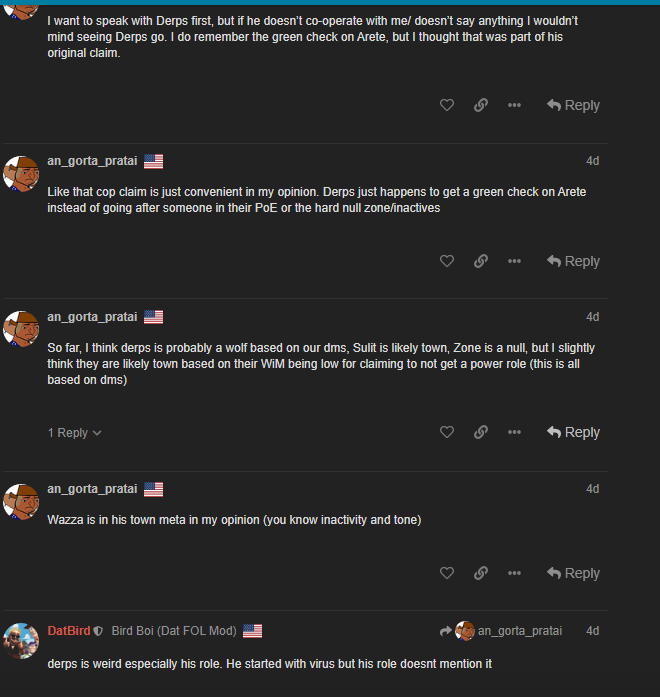 I want to speak with Derps first, but if he doesn't co-operate with me/ doesn't say anything I wouldn't
mind seeing Derps go. I do remember the green check on Arete, but I thought that was part of his
original claim.
Reply
an_gorta_pratai 4d
Like that cop claim is just convenient in my opinion. Derps just happens to get a green check on Arete
instead of going after someone in their PoE or the hard null zone/inactives
Reply
an_gorta_pratai 4d
So far, I think derps is probably a wolf based on our dms, Sulit is likely town, Zone is a null, but I slightly
think they are likely town based on their WiM being low for claiming to not get a power role (this is all
based on dms)
1 Reply Reply
an_gorta_pratai 4d
Wazza is in his town meta in my opinion (you know inactivity and tone)
Reply
DatBird Bird Boi (Dat FOL Mod) an_gorta_pratai 4d
derps is weird especially his role. He started with virus but his role doesnt mention it